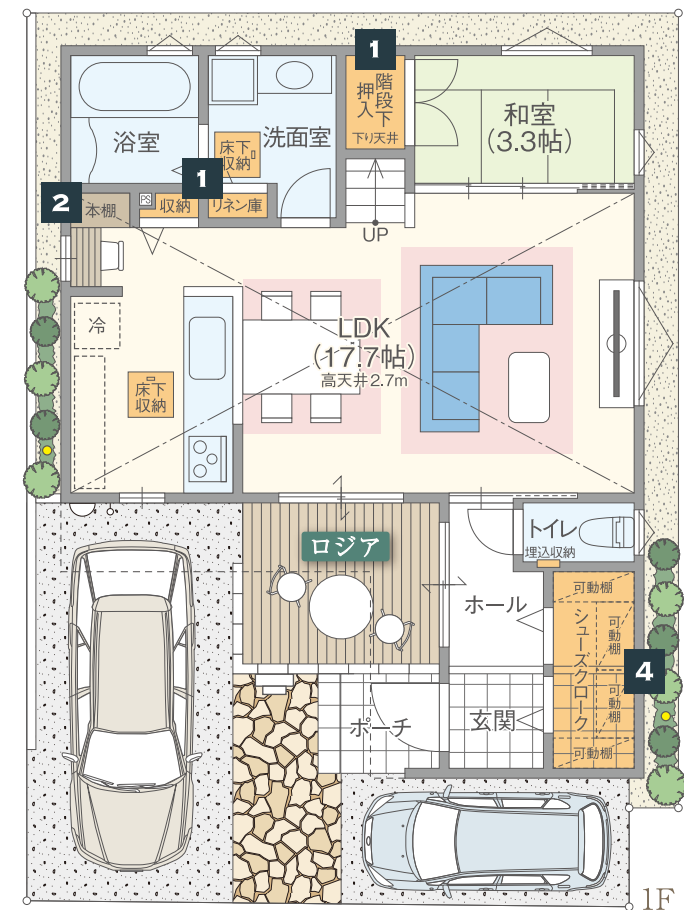 1
階段下
押入
下り天井
和室
(3.3帖)
浴室
洗面室
床下
収納
1
2
本棚
PS
収納
リネン庫
UP
冷
LDK
(17.7帖)
高天井2.7m
床下
収納
ロジア
トイレ
埋込収納
ホール
可動棚
シューズクローク
可動棚
可動棚
可動棚
4
ポーチ
玄関
1F